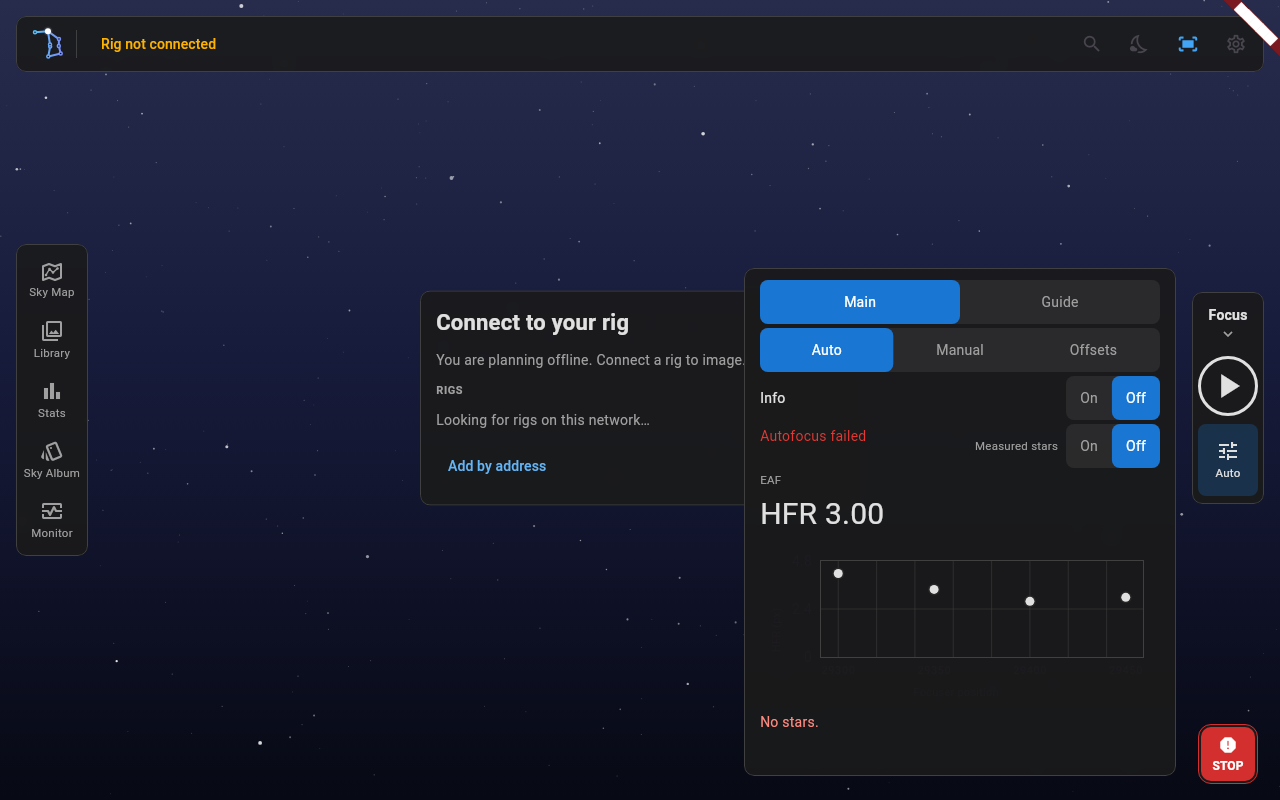 Rig not connected
Sky Map
Library
Stats
Sky Album
Monitor
Connect to your rig
You are planning offline. Connect a rig to image.
RIGS
Looking for rigs on this network…
Add by address
Main
Guide
Auto
Manual
Offsets
Info
On
Off
Autofocus failed
Measured stars
On
Off
EAF
HFR 3.00
No stars.
Focus
Auto
STOP